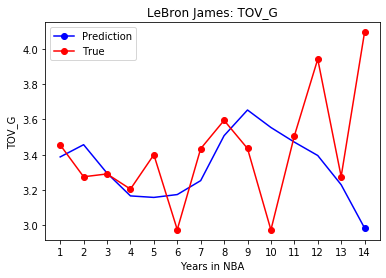 LeBron James: TOV_G
Prediction
True
4.0
3.8
3.6
3.4
3.2
3.0
TOV_G
1 2 3 4 5 6 7 8 9 10 11 12 13 14
Years in NBA